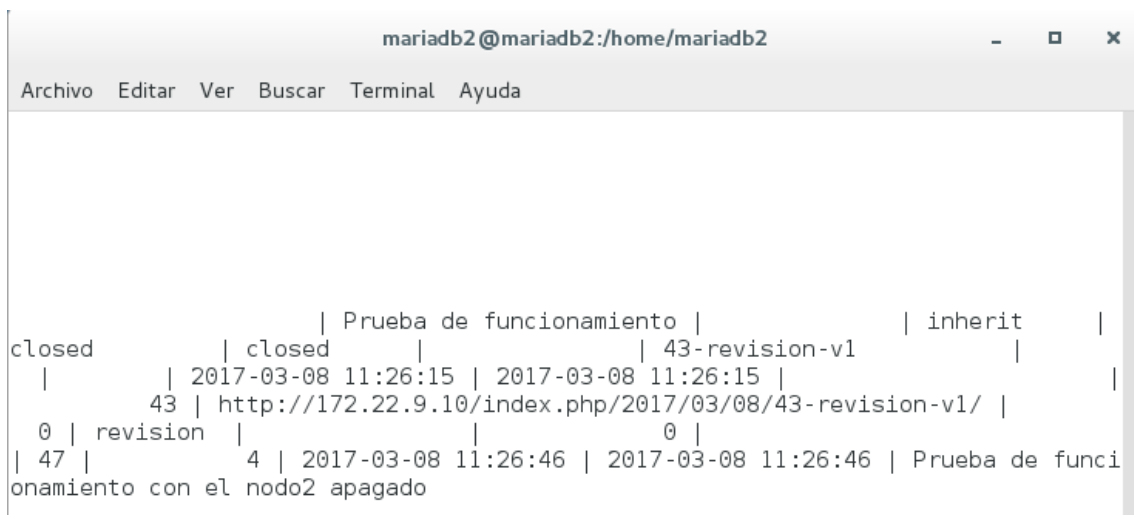 mariadb2@mariadb2:/home/mariadb2
Archivo Editar Ver Buscar Terminal Ayuda
| Prueba de funcionamiento | | inherit |
closed | closed | | 43-revision-v1 |
| | 2017-03-08 11:26:15 | 2017-03-08 11:26:15 | |
43 | http://172.22.9.10/index.php/2017/03/08/43-revision-v1/ |
0 | revision | | 0 |
| 47 | 4 | 2017-03-08 11:26:46 | 2017-03-08 11:26:46 | Prueba de funci
onamiento con el nodo2 apagado